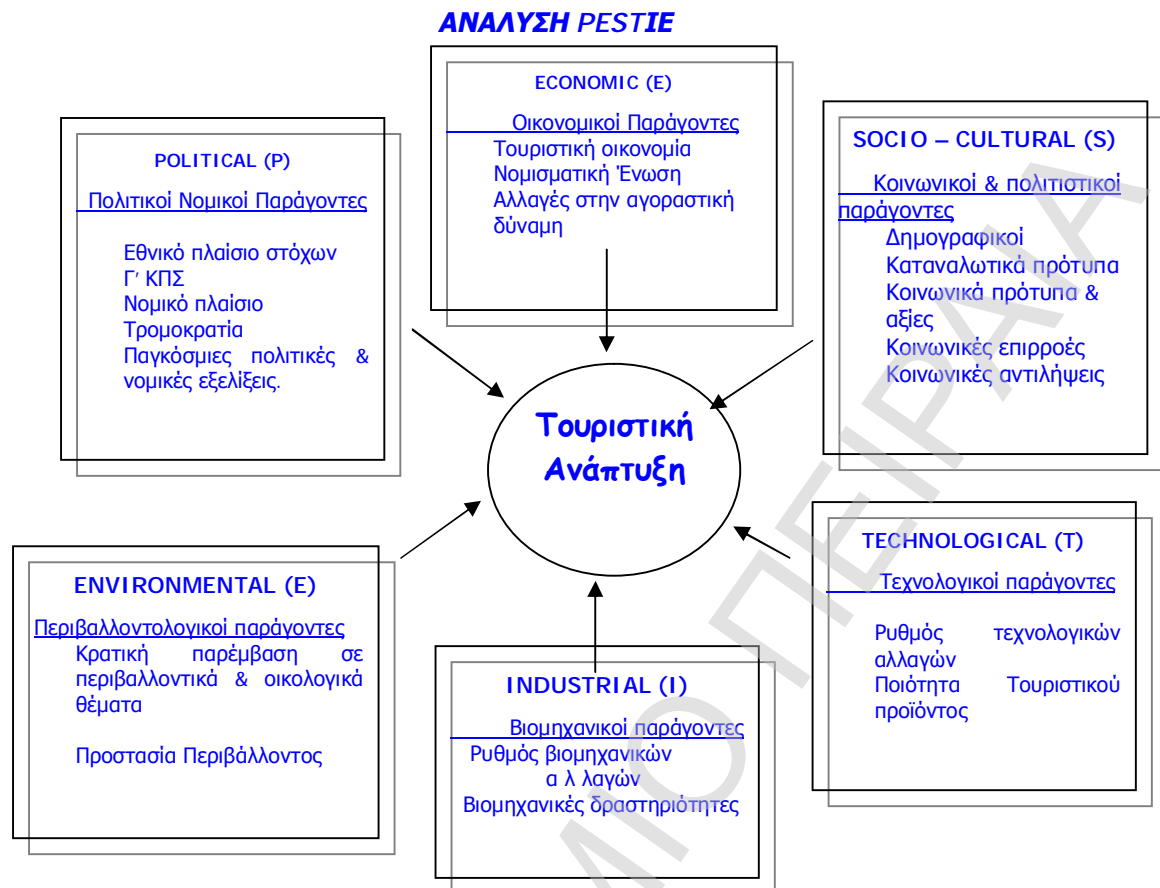 ΑΝΑΛΥΣΗ PESTΙΕ
ECONOMIC (E)
Οικονομικοί Παράγοντες
Τουριστική οικονομία
Νομισματική Ένωση
Αλλαγές στην αγοραστική
δύναμη
POLITICAL (P)
Πολιτικοί Νομικοί Παράγοντες
Εθνικό πλαίσιο στόχων
Γ' ΚΠΣ
Νομικό πλαίσιο
Τρομοκρατία
Παγκόσμιες πολιτικές &
νομικές εξελίξεις.
SOCIO – CULTURAL (S)
Κοινωνικοί & πολιτιστικοί
παράγοντες
Δημογραφικοί
Καταναλωτικά πρότυπα
Κοινωνικά πρότυπα &
αξίες
Κοινωνικές επιρροές
Κοινωνικές αντιλήψεις
Τουριστική
Ανάπτυξη
ENVIRONMENTAL (E)
Περιβαλλοντολογικοί παράγοντες
Κρατική παρέμβαση σε
περιβαλλοντικά & οικολογικά
θέματα
Προστασία Περιβάλλοντος
INDUSTRIAL (I)
Βιομηχανικοί παράγοντες
Ρυθμός βιομηχανικών
α λ λαγών
Βιομηχανικές δραστηριότητες
TECHNOLOGICAL (T)
Τεχνολογικοί παράγοντες
Ρυθμός τεχνολογικών
αλλαγών
Ποιότητα Τουριστικού
προϊόντος
ΠΕΙΡΑΙΑ